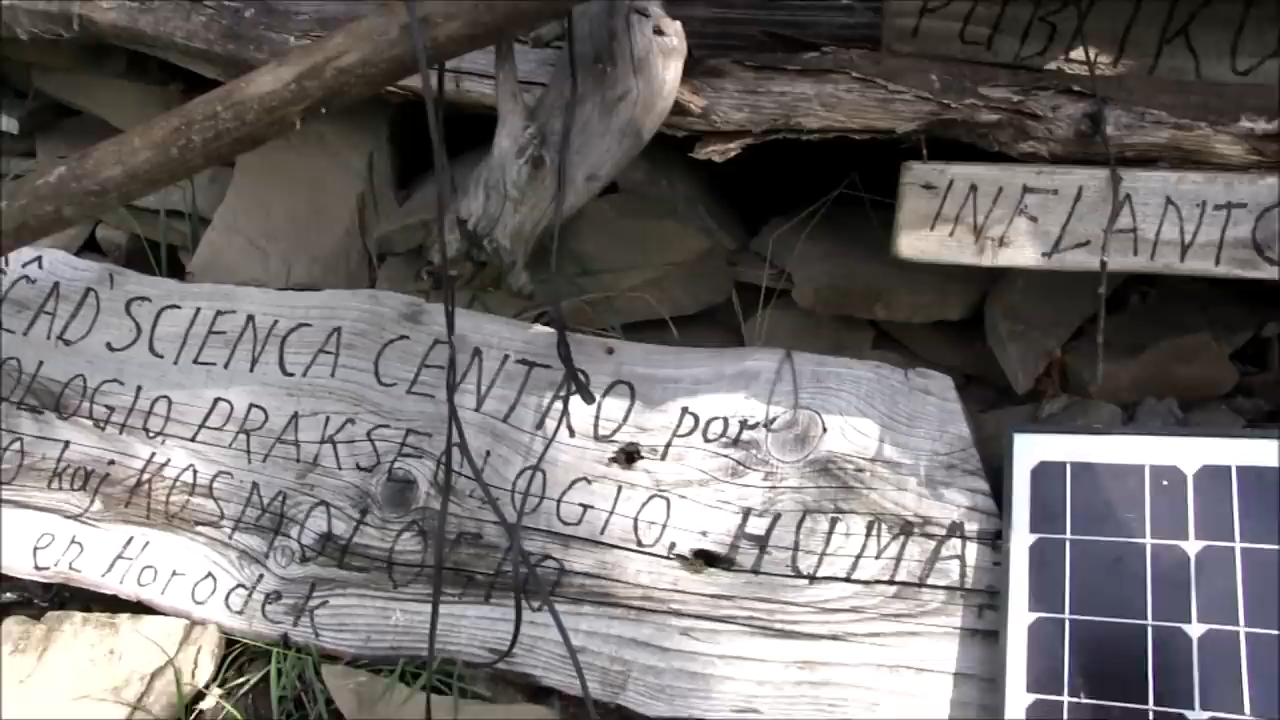 PUBLIKO
INFLANTO
ĈAD'SCIENCA CENTRO por
OLOGIO PRAKSEOLOGIO, HUMA
O kaj KOSMOLOGIO
en Horodek